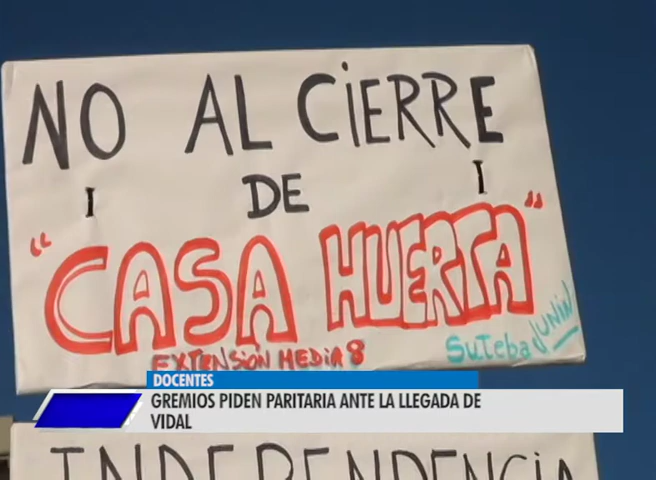 NO AL CIERRE
DE
"CASA HUERTA"
EXTENSIÓN MEDIA 8
Suteba JUNIN
DOCENTES
GREMIOS PIDEN PARITARIA ANTE LA LLEGADA DE
VIDAL
INDEPENDENCIA